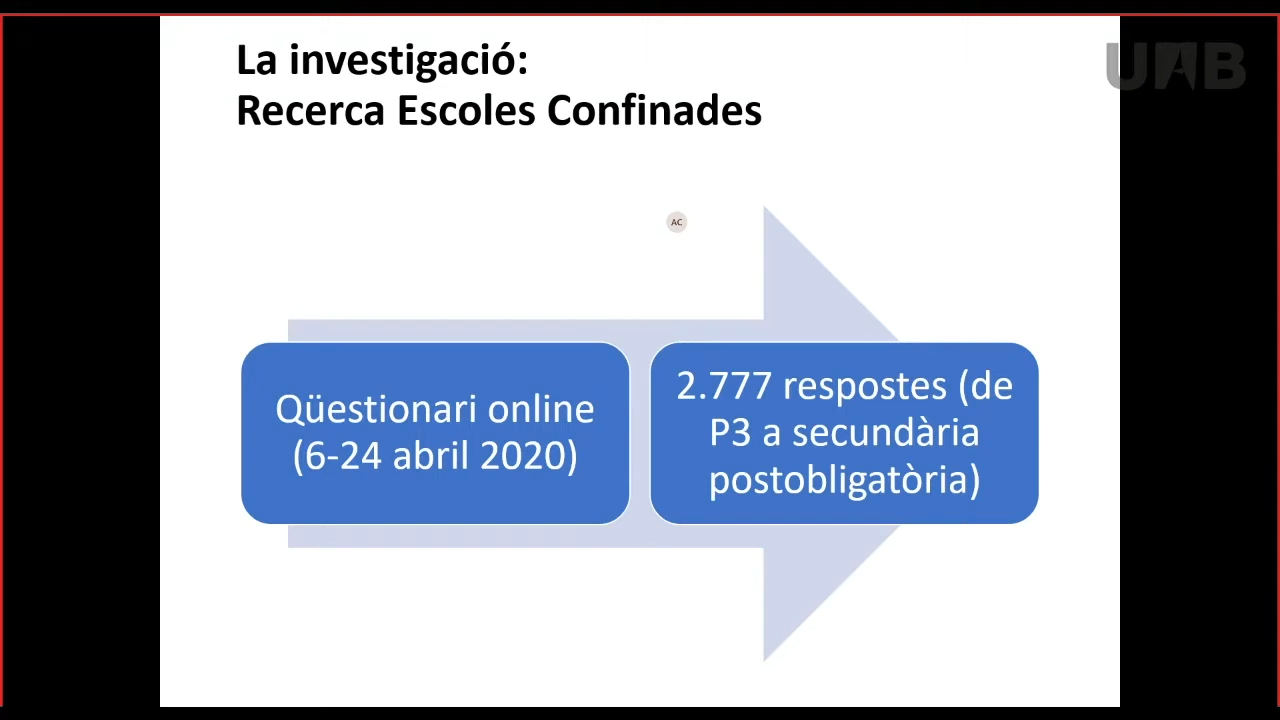 La investigació:
Recerca Escoles Confinades
UAB
AC
Qüestionari online
(6-24 abril 2020)
2.777 respostes (de
P3 a secundària
postobligatòria)